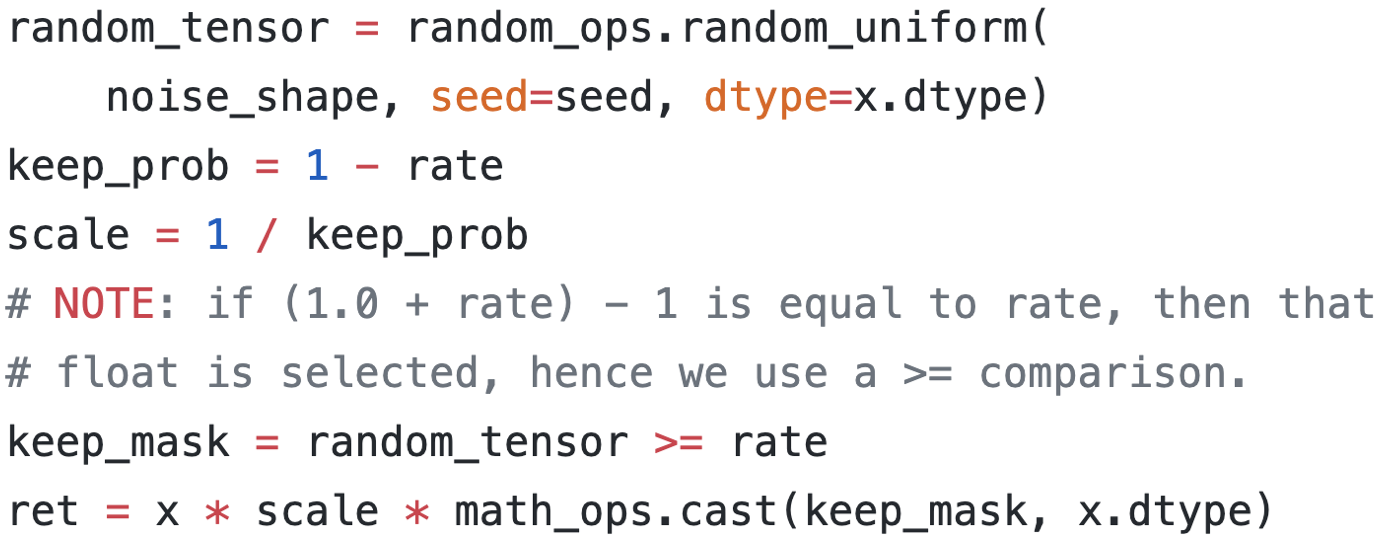 random_tensor = random_ops.random_uniform(
    noise_shape, seed=seed, dtype=x.dtype)
keep_prob = 1 - rate
scale = 1 / keep_prob
# NOTE: if (1.0 + rate) - 1 is equal to rate, then that
# float is selected, hence we use a >= comparison.
keep_mask = random_tensor >= rate
ret = x * scale * math_ops.cast(keep_mask, x.dtype)